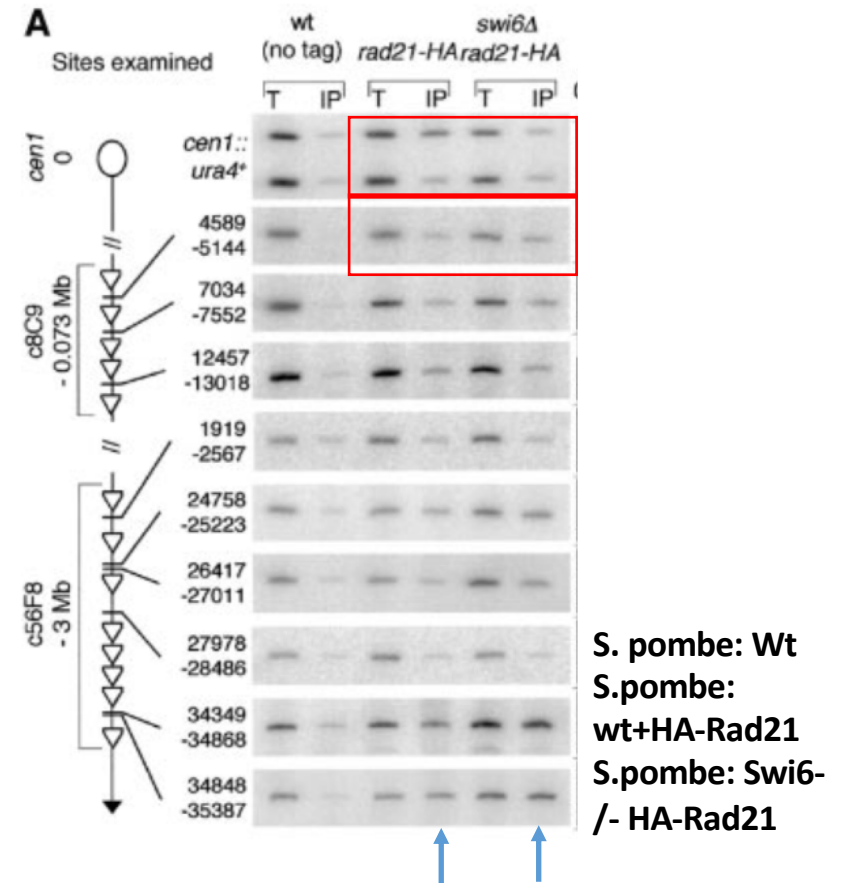 A
Sites examined
wt
(no tag)
rad21-HA
swi6Δ
rad21-HA
T IP T IP T IP
cen1
0
cen1::
ura4+
4589
-5144
c8C9
- 0.073 Mb
7034
-7552
12457
-13018
1919
-2567
c56F8
- 3 Mb
24758
-25223
26417
-27011
27978
-28486
34349
-34868
34848
-35387
S. pombe: Wt
S.pombe:
wt+HA-Rad21
S.pombe: Swi6-
/- HA-Rad21